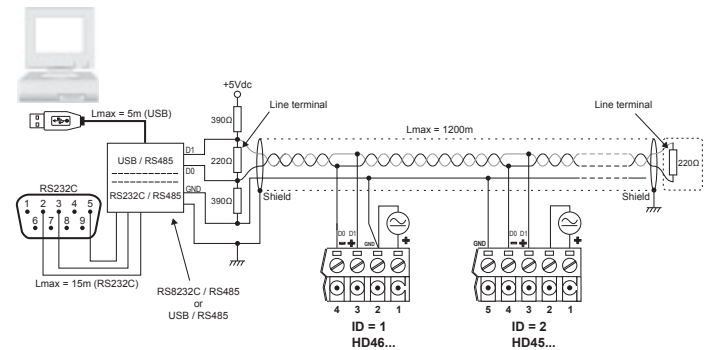 +5Vdc
Lmax = 5m (USB)
390Ω
Line terminal
Line terminal
Lmax = 1200m
USB / RS485
D1
220Ω
D0
220Ω
RS232C
RS232C / RS485
GND
390Ω
Shield
Shield
1 2 3 4 5
6 7 8 9
Lmax = 15m (RS232C)
RS8232C / RS485
or
USB / RS485
D0 D1
GND
- +
+
GND
D0 D1
- +
+
4 3 2 1
5 4 3 2 1
ID = 1
ID = 2
HD46...
HD45...